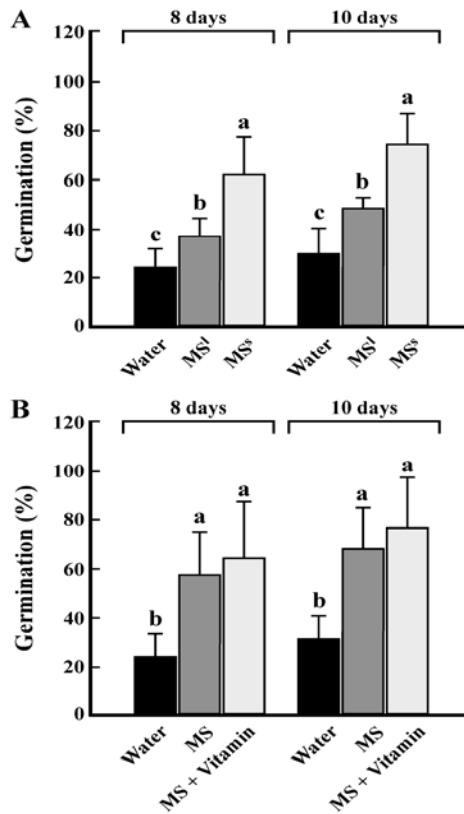 A
8 days
10 days
Germination (%)
120
100
80
60
40
20
0
c
b
a
c
b
a
Water
MSˡ
MSˢ
Water
MSˡ
MSˢ
B
8 days
10 days
Germination (%)
120
100
80
60
40
20
0
b
a
a
b
a
a
Water
MS
MS + Vitamin
Water
MS
MS + Vitamin